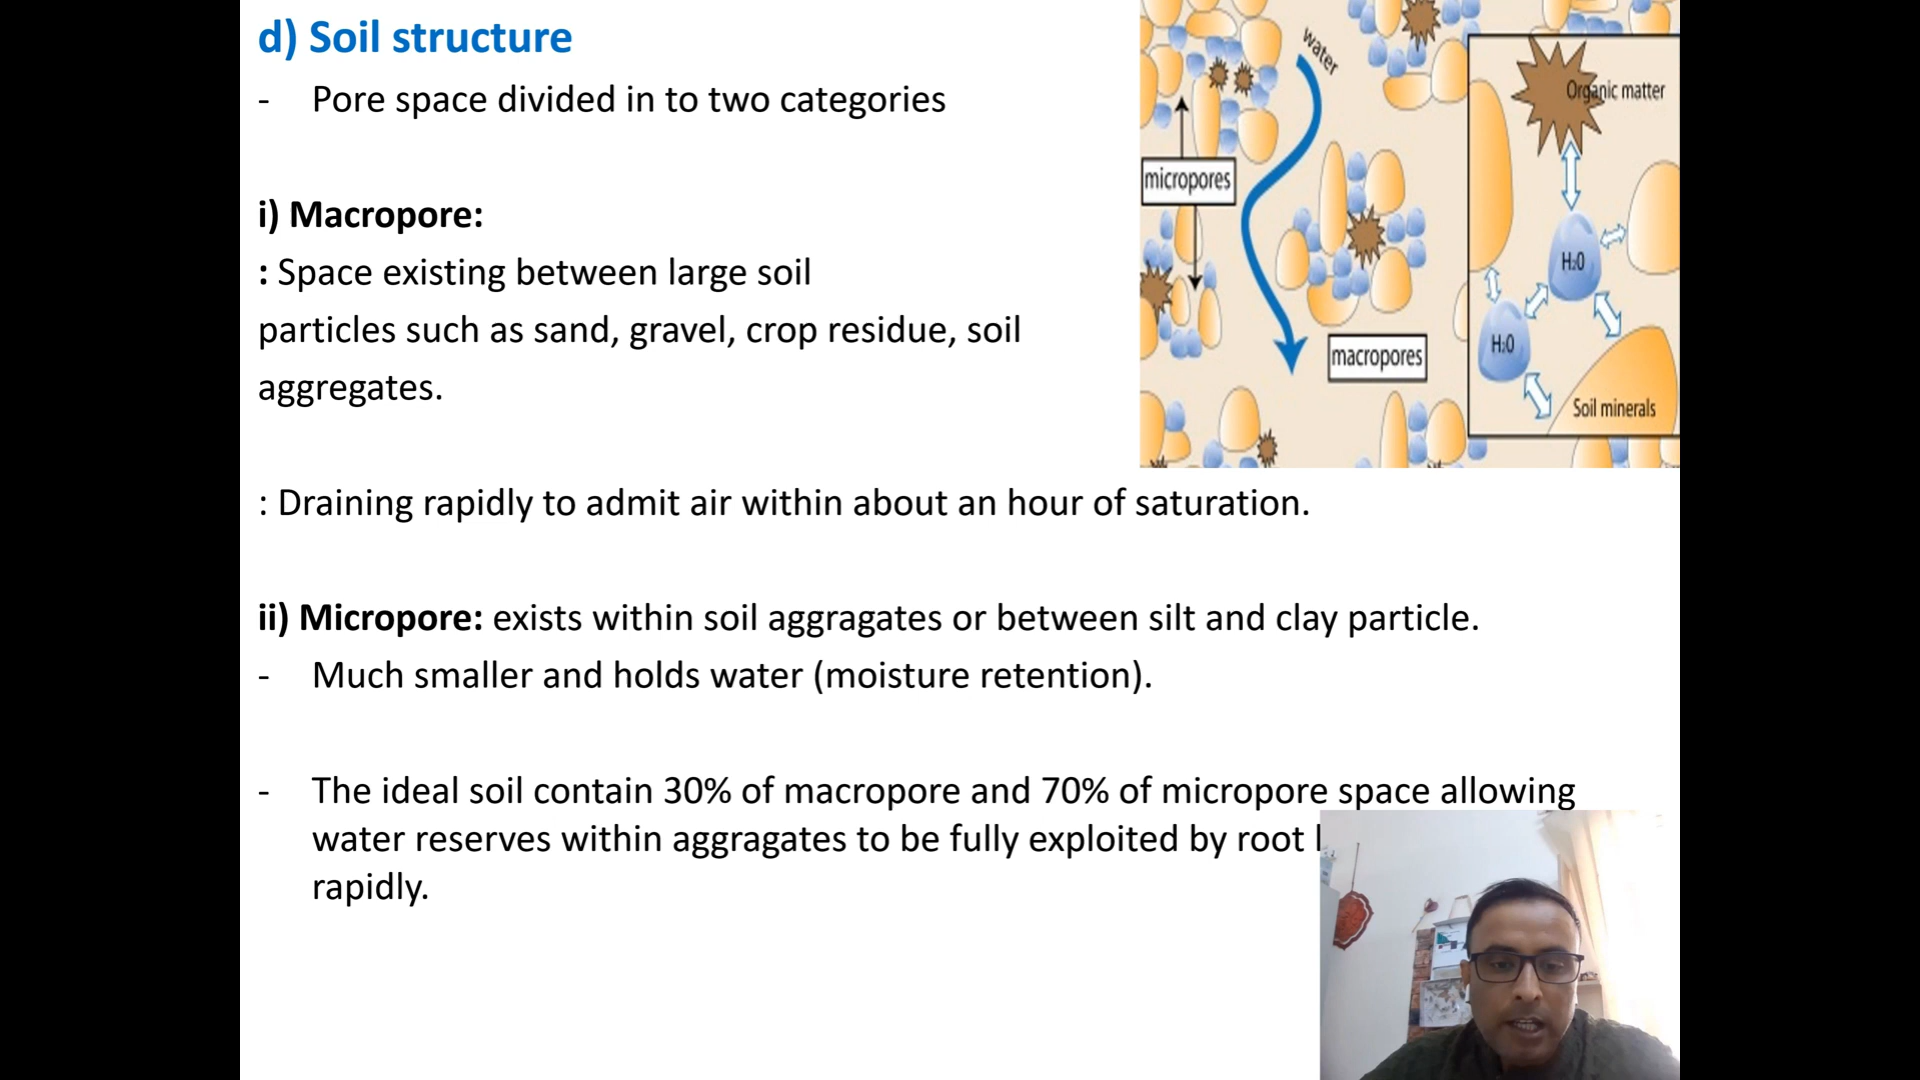 d) Soil structure
- Pore space divided in to two categories
i) Macropore:
: Space existing between large soil
particles such as sand, gravel, crop residue, soil
aggregates.
: Draining rapidly to admit air within about an hour of saturation.
ii) Micropore: exists within soil aggragates or between silt and clay particle.
- Much smaller and holds water (moisture retention).
- The ideal soil contain 30% of macropore and 70% of micropore space allowing
water reserves within aggragates to be fully exploited by root
rapidly.
water
micropores
macropores
Organic matter
H₂0
H₂0
Soil minerals